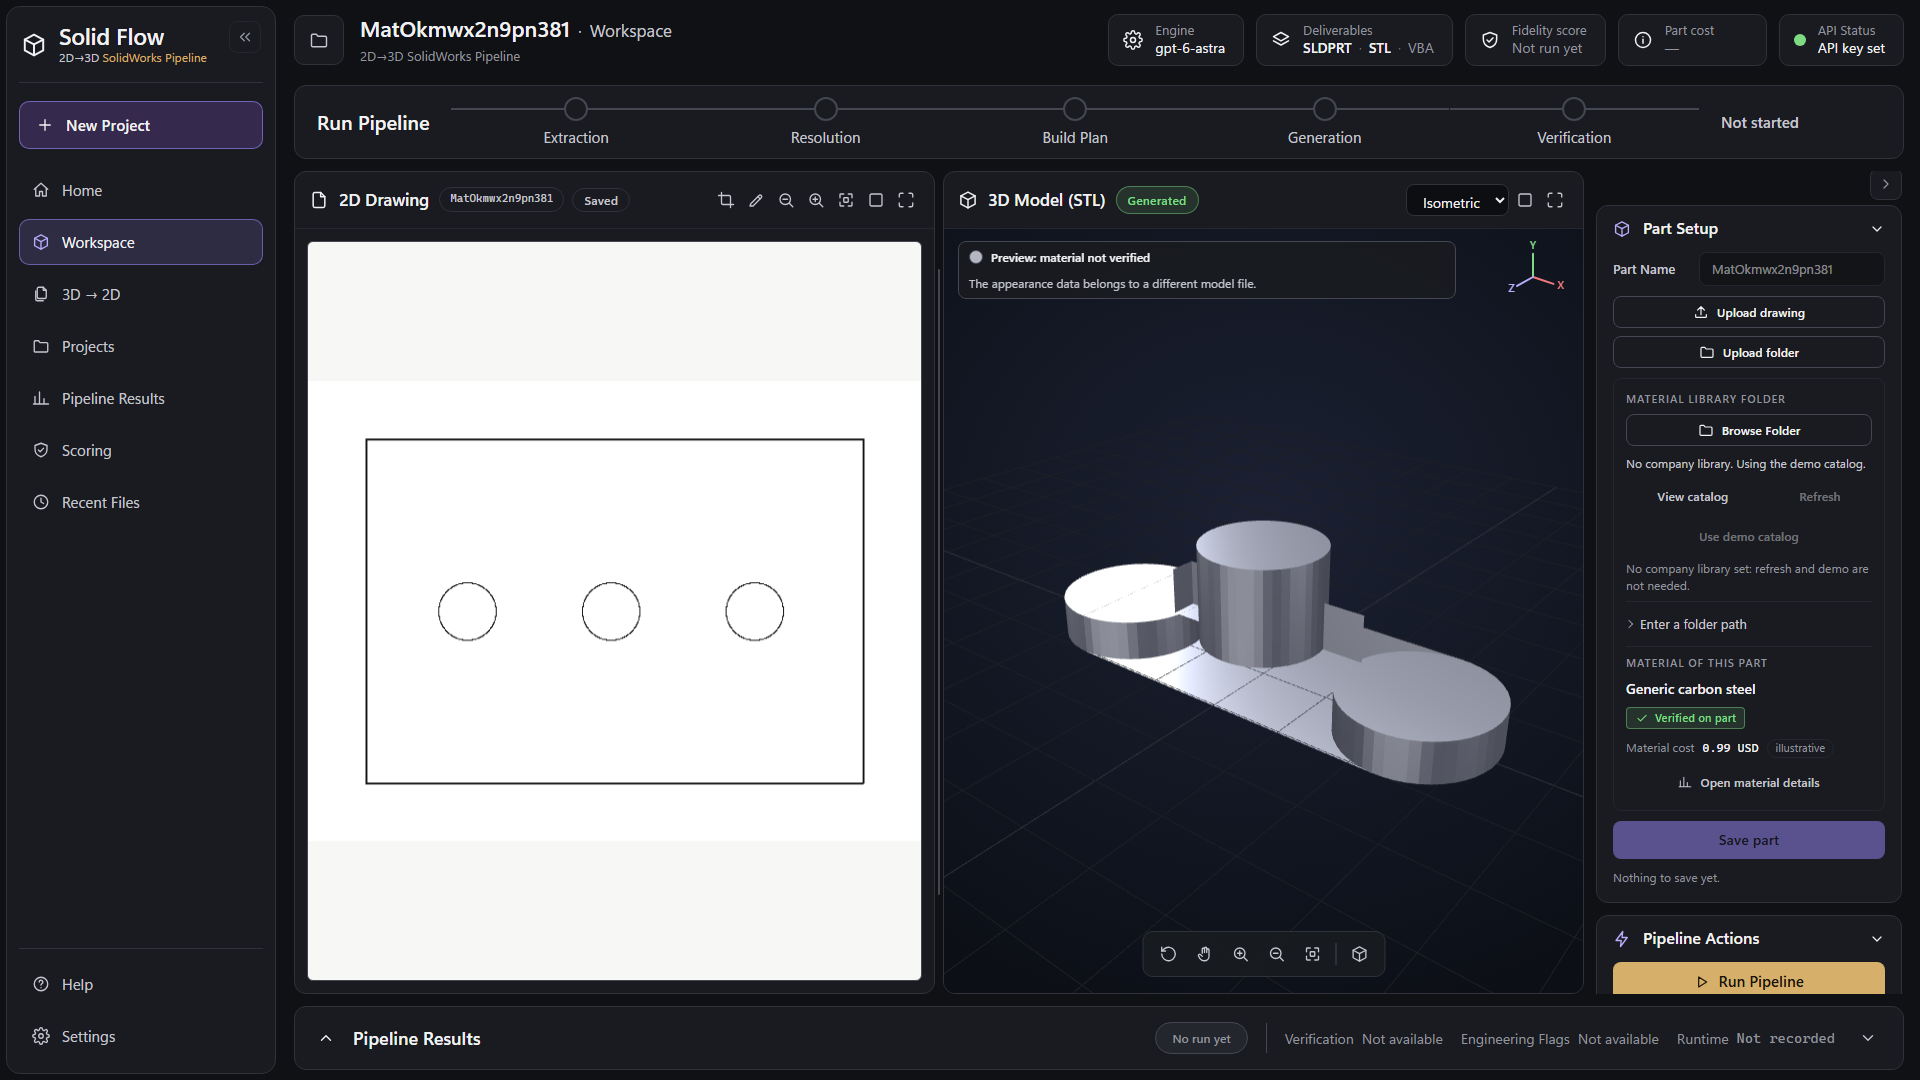 Solid Flow
2D→3D SolidWorks Pipeline
New Project
Home
Workspace
3D → 2D
Projects
Pipeline Results
Scoring
Recent Files
Help
Settings
MatOkmwx2n9pn381 · Workspace
2D→3D SolidWorks Pipeline
Engine
gpt-6-astra
Deliverables
SLDPRT · STL · VBA
Fidelity score
Not run yet
Part cost
—
API Status
API key set
Run Pipeline
Extraction
Resolution
Build Plan
Generation
Verification
Not started
2D Drawing
MatOkmwx2n9pn381
Saved
3D Model (STL)
Generated
Isometric
Preview: material not verified
The appearance data belongs to a different model file.
Y
Z
X
Part Setup
Part Name
MatOkmwx2n9pn381
Upload drawing
Upload folder
MATERIAL LIBRARY FOLDER
Browse Folder
No company library. Using the demo catalog.
View catalog
Refresh
Use demo catalog
No company library set: refresh and demo are
not needed.
Enter a folder path
MATERIAL OF THIS PART
Generic carbon steel
Verified on part
Material cost 0.99 USD illustrative
Open material details
Save part
Nothing to save yet.
Pipeline Actions
Run Pipeline
Pipeline Results
No run yet
Verification Not available
Engineering Flags Not available
Runtime Not recorded